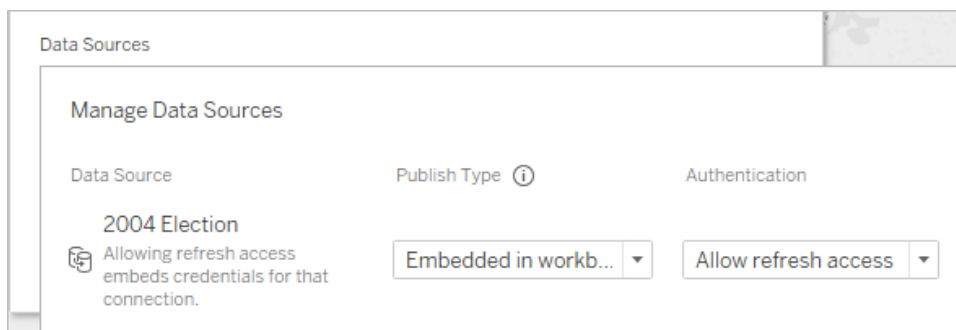 Data Sources
Manage Data Sources
Data Source Publish Type Authentication
2004 Election
Allowing refresh access
embeds credentials for that
connection.
Embedded in workb... Allow refresh access